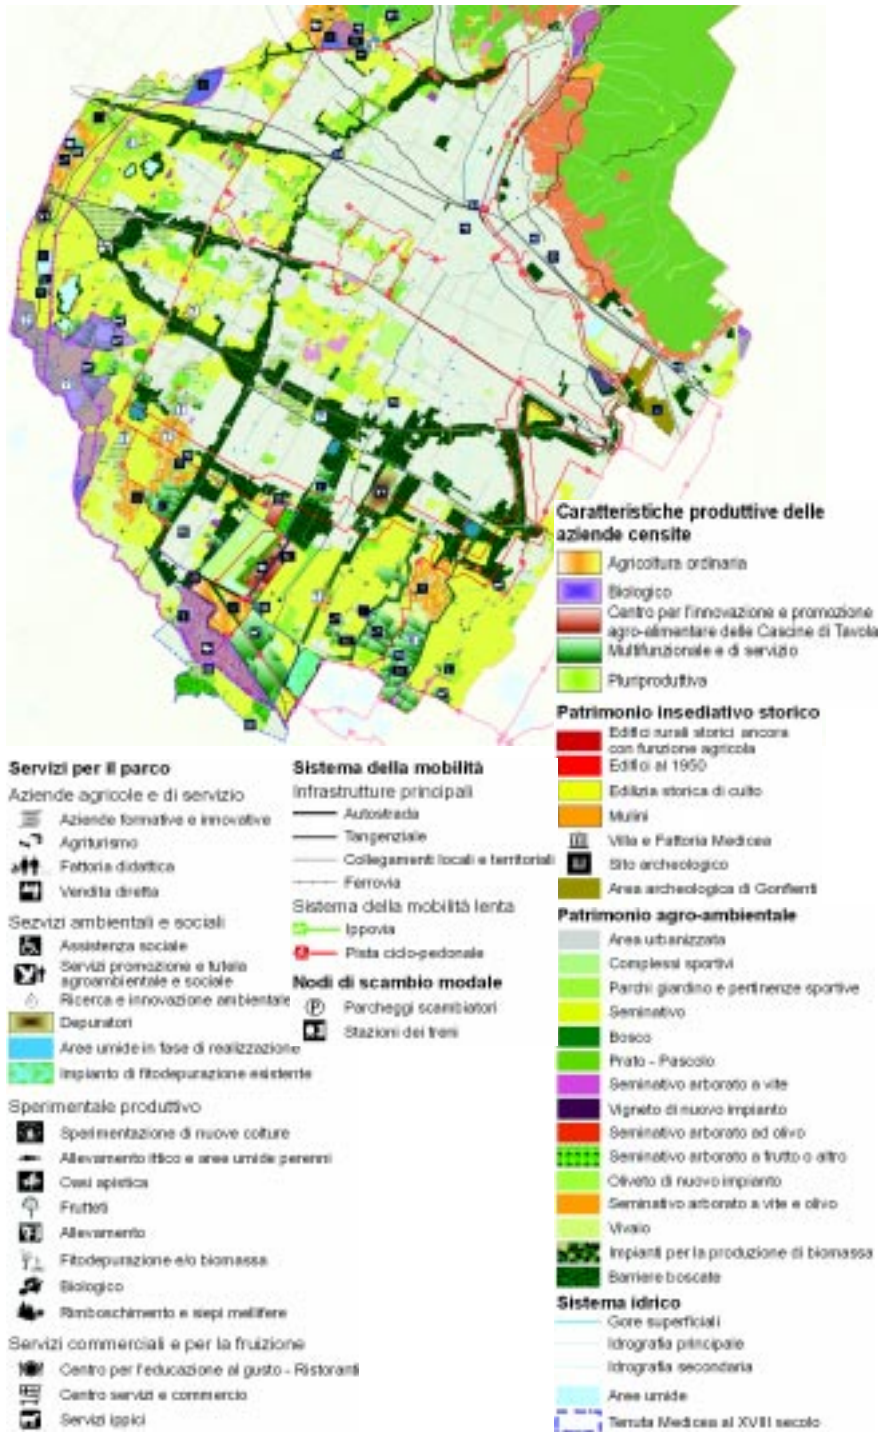 Caratteristiche produttive delle
aziende censite
Agricoltura ordinaria
Biologico
Centro per l'innovazione e promozione
agro-alimentare delle Cascine di Tavola
Multifunzionale e di servizio
Pluriproduttiva
Patrimonio insediativo storico
Edifici rurali storici ancora
con funzione agricola
Edifici al 1950
Edilizia storica di culto
Mulini
Villa e Fattoria Medicea
Sito archeologico
Area archeologica di Gonfienti
Patrimonio agro-ambientale
Area urbanizzata
Complessi sportivi
Parchi giardino e pertinenze sportive
Seminativo
Bosco
Prato - Pascolo
Seminativo arborato a vite
Vigneto di nuovo impianto
Seminativo arborato ad olivo
Seminativo arborato a frutto o altro
Oliveto di nuovo impianto
Seminativo arborato a vite e olivo
Vivaio
Impianti per la produzione di biomassa
Barriere boscate
Sistema idrico
Gore superficiali
Idrografia principale
Idrografia secondaria
Aree umide
Tenuta Medicea al XVIII secolo
Servizi per il parco
Aziende agricole e di servizio
Aziende formative e innovative
Agriturismo
Fattoria didattica
Vendita diretta
Sezvizi ambientali e sociali
Assistenza sociale
Servizi promozione e tutela
agroambientale e sociale
Ricerca e innovazione ambientale
Depuratori
Aree umide in fase di realizzazione
Impianto di fitodepurazione esistente
Sperimentale produttivo
Sperimentazione di nuove colture
Allevamento ittico e aree umide perenni
Oasi apistica
Frutteti
Allevamento
Fitodepurazione e/o biomassa
Biologico
Rimboschimento e siepi mellifere
Servizi commerciali e per la fruizione
Centro per l'educazione al gusto - Ristoranti
Centro servizi e commercio
Servizi ippici
Sistema della mobilità
Infrastrutture principali
Autostrada
Tangenziale
Collegamenti locali e territoriali
Ferrovia
Sistema della mobilità lenta
Ippovia
Pista ciclo-pedonale
Nodi di scambio modale
P Parcheggi scambiatori
Stazioni dei treni